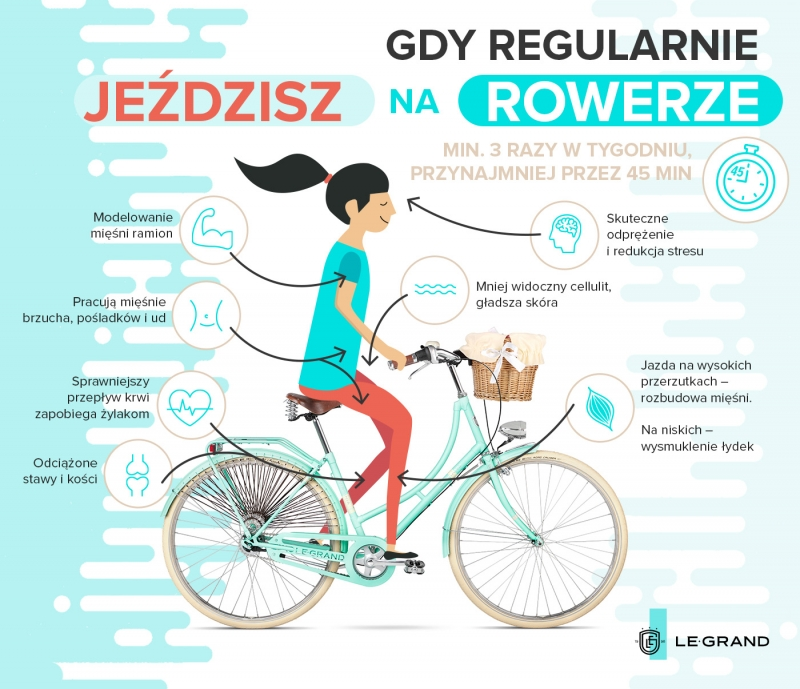 GDY REGULARNIE
JEŹDZISZ NA ROWERZE
MIN. 3 RAZY W TYGODNIU,
PRZYNAJMNIEJ PRZEZ 45 MIN
45
Modelowanie
mięśni ramion
Skuteczne
odprężenie
i redukcja stresu
Pracują mięśnie
brzucha, pośladków i ud
Mniej widoczny cellulit,
gładsza skóra
Sprawniejszy
przepływ krwi
zapobiega żylakom
Jazda na wysokich
przerzutkach –
rozbudowa mięśni.
Na niskich –
wysmuklenie łydek
Odciążone
stawy i kości
LE·GRAND
LE·GRAND